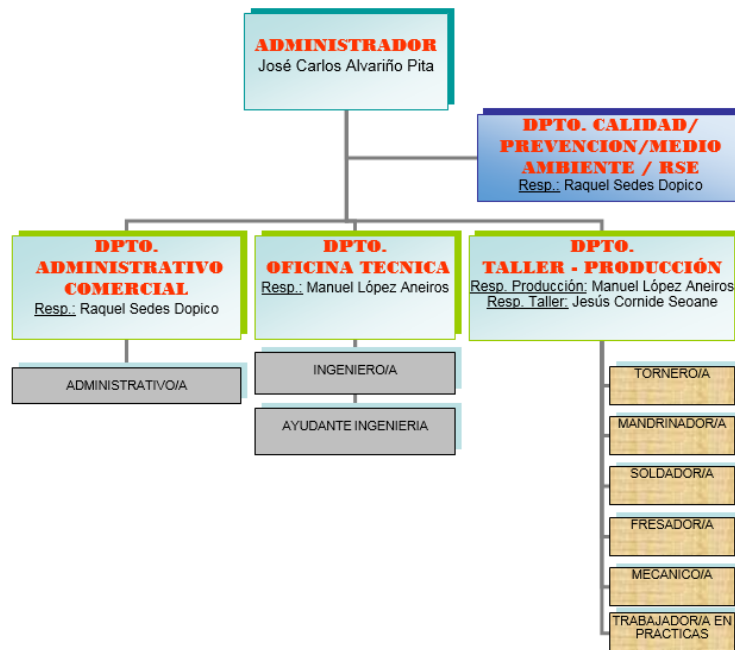 ADMINISTRADOR
José Carlos Alvariño Pita
DPTO. CALIDAD/
PREVENCION/MEDIO
AMBIENTE / RSE
Resp.: Raquel Sedes Dopico
DPTO.
ADMINISTRATIVO
COMERCIAL
Resp.: Raquel Sedes Dopico
DPTO.
OFICINA TECNICA
Resp.: Manuel López Aneiros
DPTO.
TALLER - PRODUCCIÓN
Resp. Producción: Manuel López Aneiros
Resp. Taller: Jesús Cornide Seoane
ADMINISTRATIVO/A
INGENIERO/A
AYUDANTE INGENIERIA
TORNERO/A
MANDRINADOR/A
SOLDADOR/A
FRESADOR/A
MECANICO/A
TRABAJADOR/A EN
PRACTICAS